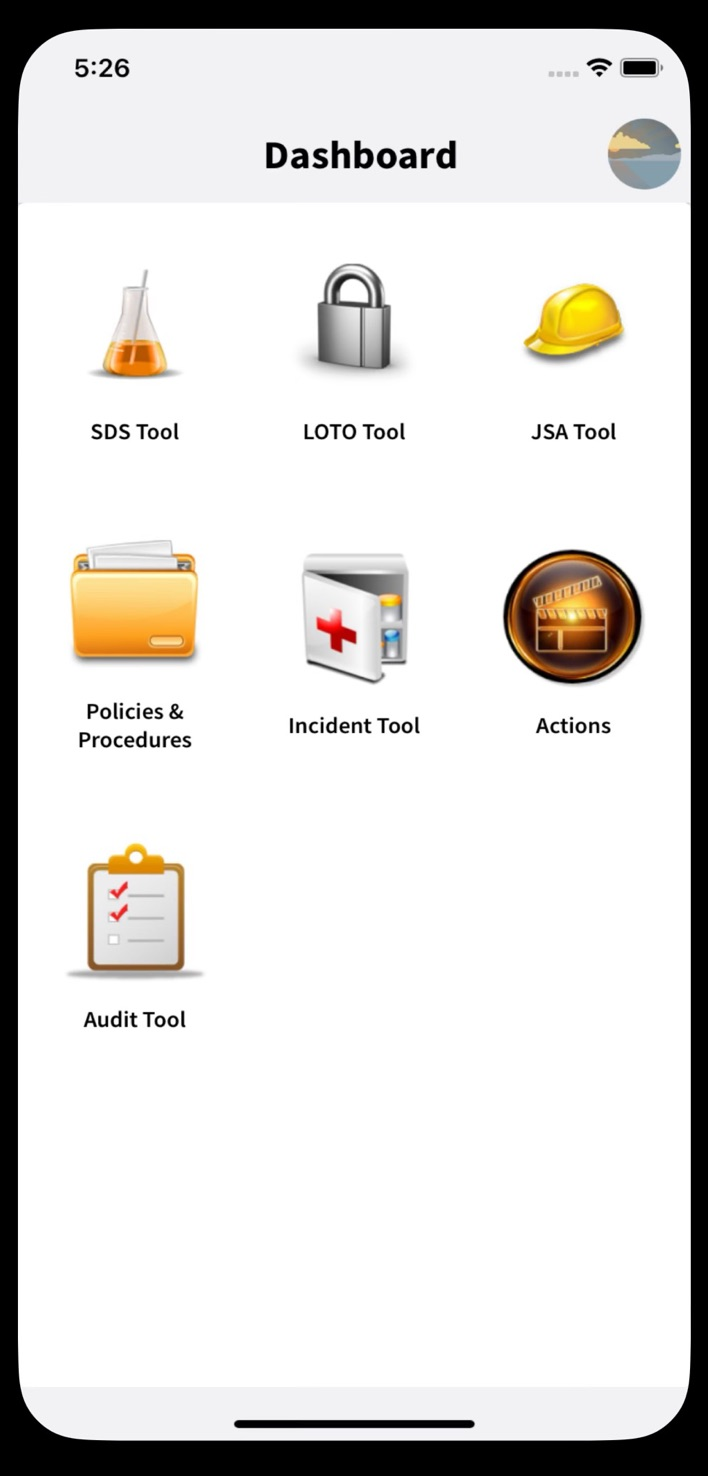 5:26
Dashboard
SDS Tool
LOTO Tool
JSA Tool
Policies &
Procedures
Incident Tool
Actions
Audit Tool